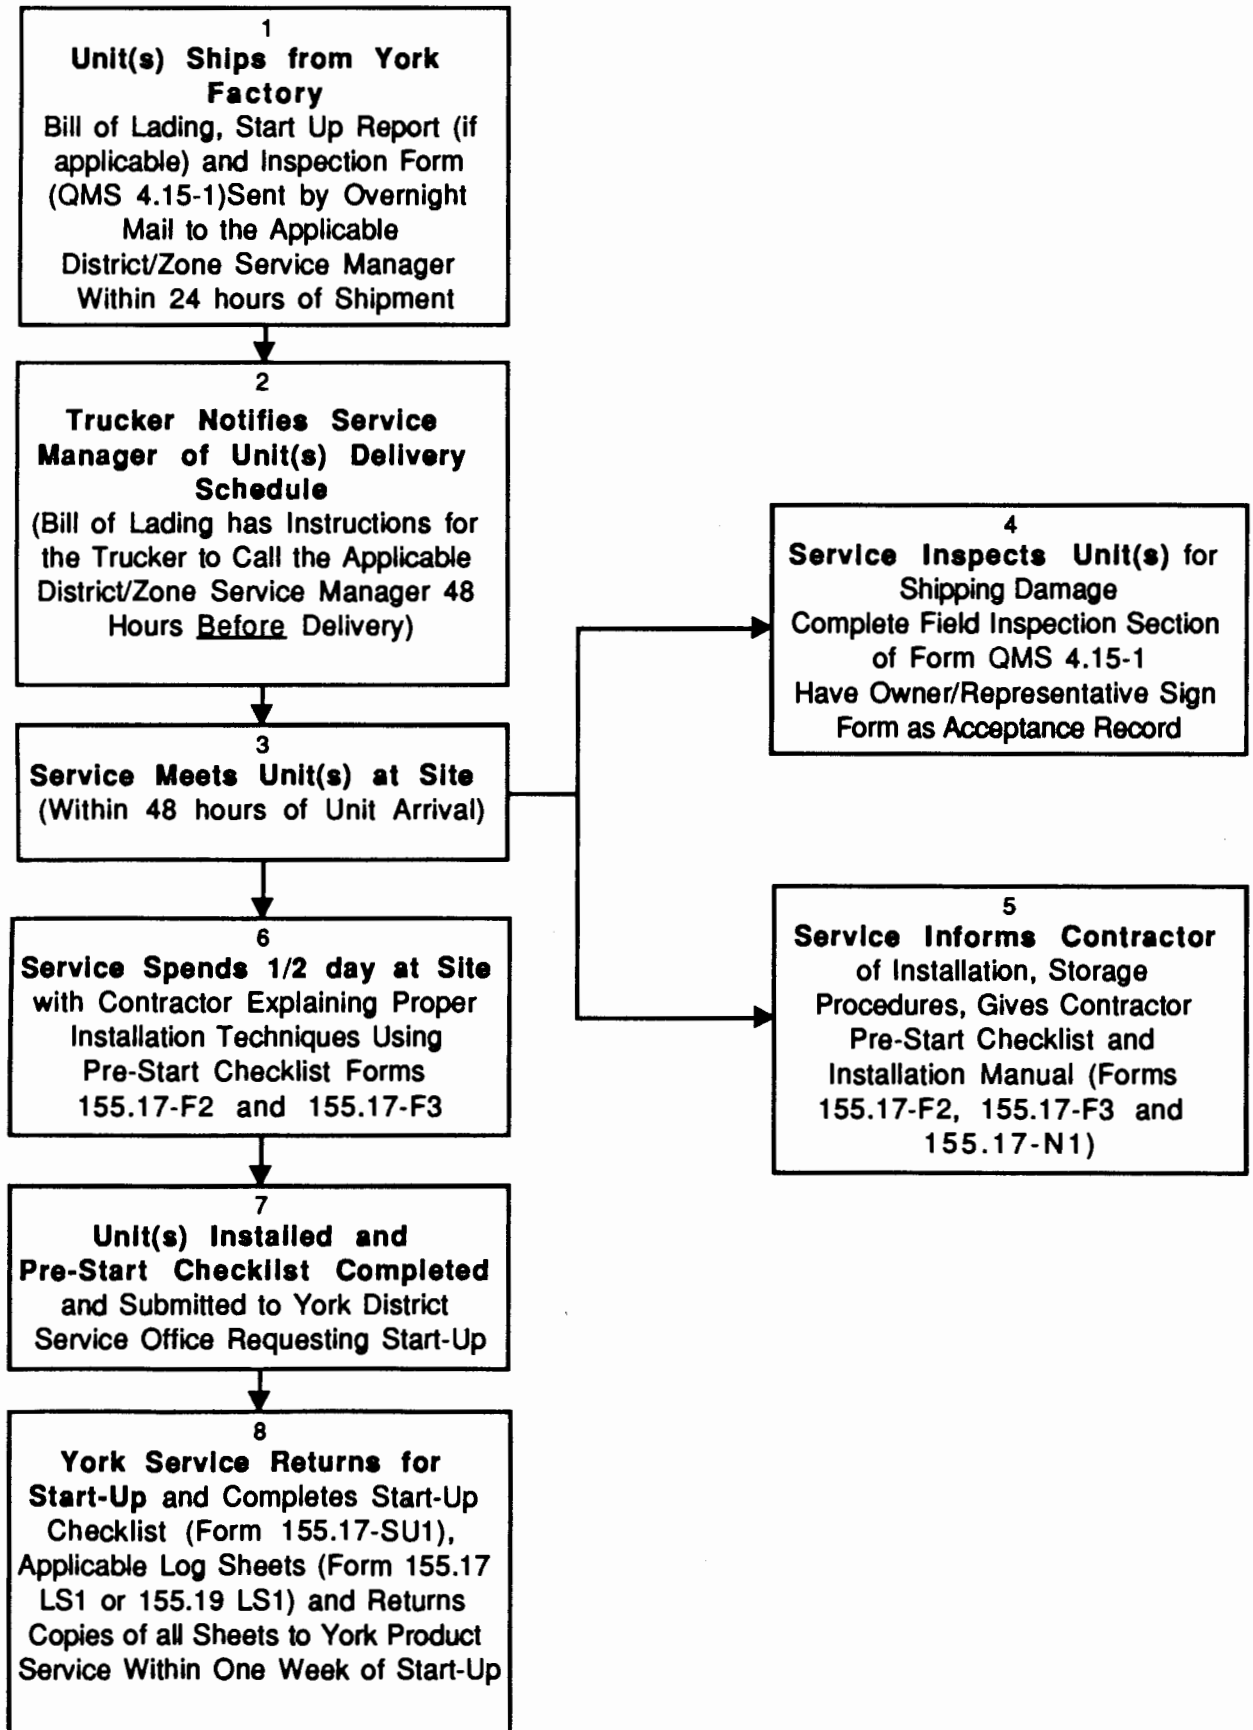 1
Unit(s) Ships from York
Factory
Bill of Lading, Start Up Report (if
applicable) and Inspection Form
(QMS 4.15-1)Sent by Overnight
Mail to the Applicable
District/Zone Service Manager
Within 24 hours of Shipment
2
Trucker Notifies Service
Manager of Unit(s) Delivery
Schedule
(Bill of Lading has Instructions for
the Trucker to Call the Applicable
District/Zone Service Manager 48
Hours Before Delivery)
3
Service Meets Unit(s) at Site
(Within 48 hours of Unit Arrival)
4
Service Inspects Unit(s) for
Shipping Damage
Complete Field Inspection Section
of Form QMS 4.15-1
Have Owner/Representative Sign
Form as Acceptance Record
5
Service Informs Contractor
of Installation, Storage
Procedures, Gives Contractor
Pre-Start Checklist and
Installation Manual (Forms
155.17-F2, 155.17-F3 and
155.17-N1)
6
Service Spends 1/2 day at Site
with Contractor Explaining Proper
Installation Techniques Using
Pre-Start Checklist Forms
155.17-F2 and 155.17-F3
7
Unit(s) Installed and
Pre-Start Checklist Completed
and Submitted to York District
Service Office Requesting Start-Up
8
York Service Returns for
Start-Up and Completes Start-Up
Checklist (Form 155.17-SU1),
Applicable Log Sheets (Form 155.17
LS1 or 155.19 LS1) and Returns
Copies of all Sheets to York Product
Service Within One Week of Start-Up